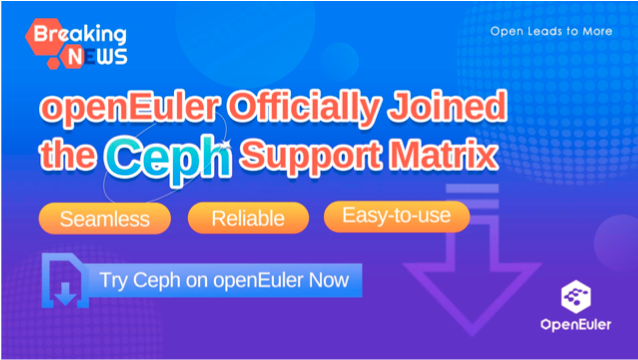 Breaking
NEWS
Open Leads to More
openEuler Officially Joined
the Ceph Support Matrix
Seamless
Reliable
Easy-to-use
Try Ceph on openEuler Now
OpenEuler